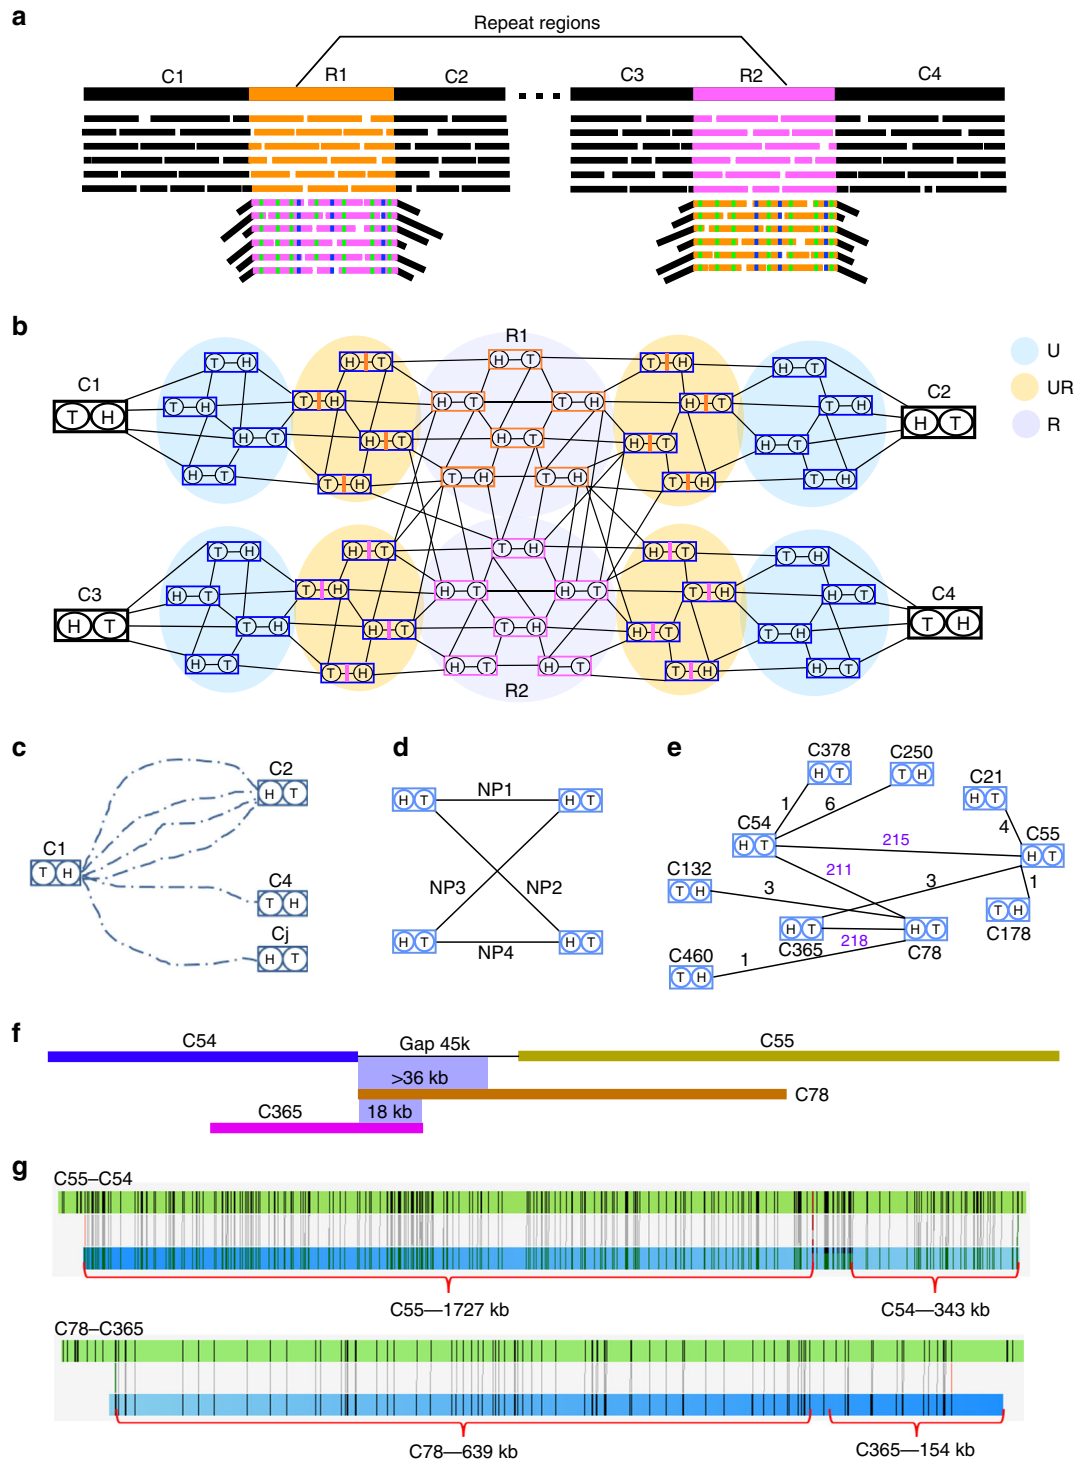 a
Repeat regions
C1 R1 C2 C3 R2 C4
b
R1
U
UR
R
C1
T H
C2
H T
T H
T H
H T
H T
H T
T H
H T
T H
H T
H T
T H
H T
T H
T H
T H
H T
H T
T H
H T
T H
H T
T H
C3
H T
C4
T H
T H
H T
T H
H T
H T
T H
H T
T H
T H
H T
T H
H T
H T
H T
H T
T H
H T
T H
T H
H T
T H
H T
R2
c
C1
T H
C2
H T
C4
T H
Cj
H T
d
H T NP1 H T
NP3 NP2
H T NP4 H T
e
C378
H T
C250
T H
C21
H T
C54
H T
C55
H T
C132
T H
C365
H T
C78
H T
C178
T H
C460
T H
1
6
4
215
211
3
3
1
218
1
f
C54 Gap 45k C55
>36 kb
C78
C365 18 kb
g
C55–C54
C55—1727 kb C54—343 kb
C78–C365
C78—639 kb C365—154 kb